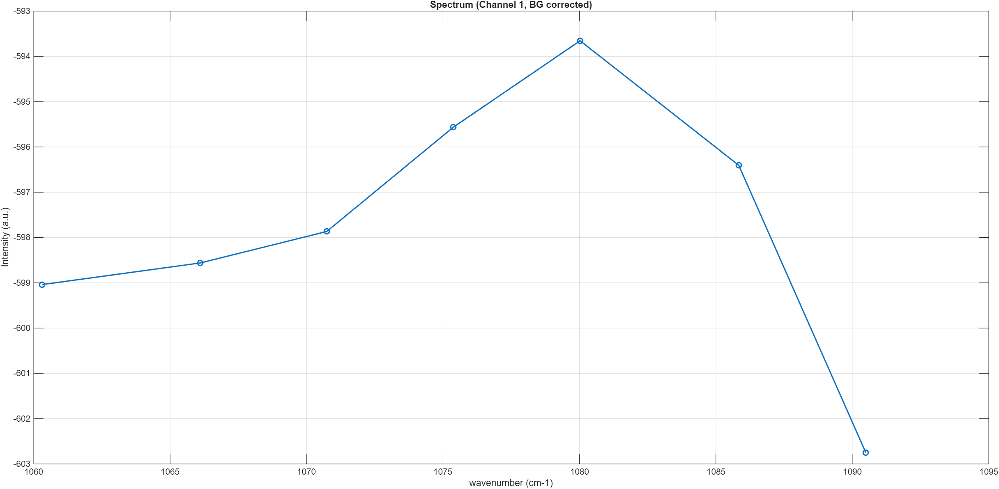 Spectrum (Channel 1, BG corrected)
-593
-594
-595
-596
-597
-598
-599
-600
-601
-602
-603
Intensity (a.u.)
1060 1065 1070 1075 1080 1085 1090 1095
wavenumber (cm-1)